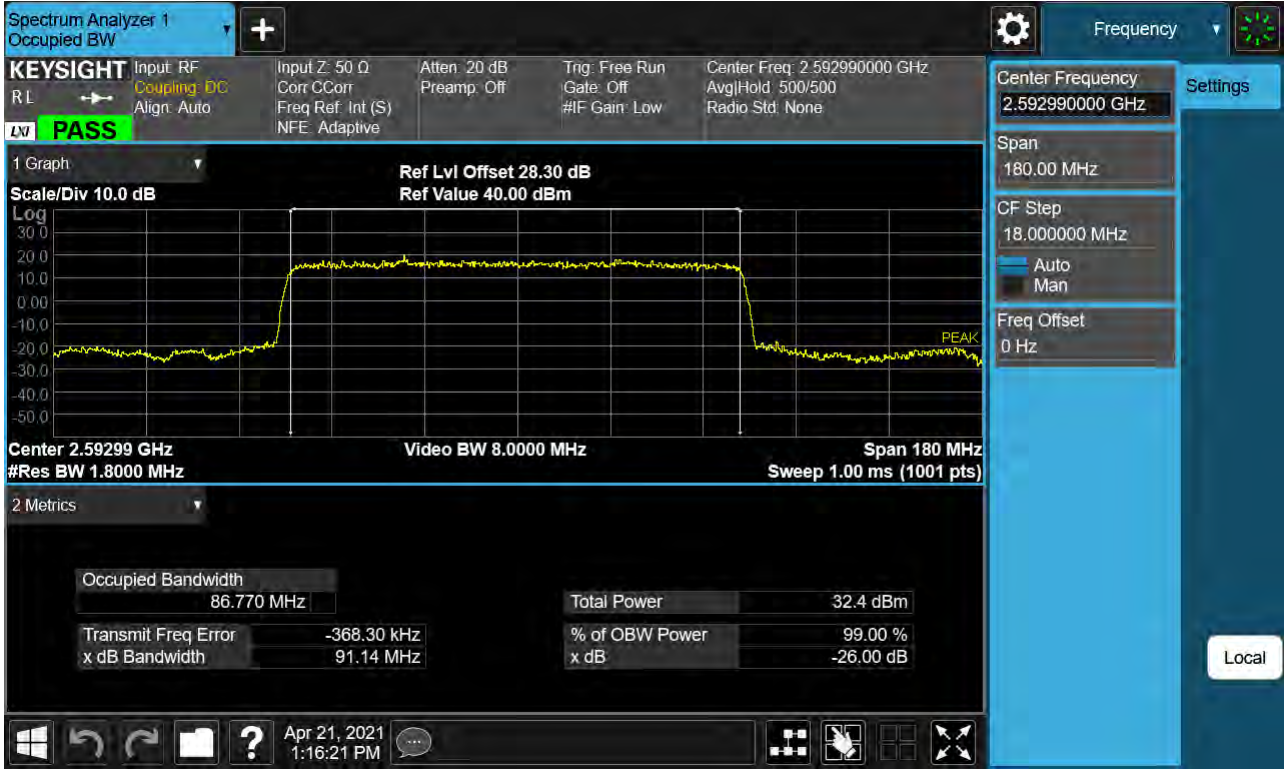 Spectrum Analyzer 1
Occupied BW
Frequency
KEYSIGHT
RL
LXI
PASS
Input: RF
Coupling: DC
Align: Auto
Input Z: 50 Ω
Corr CCorr
Freq Ref: Int (S)
NFE: Adaptive
Atten: 20 dB
Preamp: Off
Trig: Free Run
Gate: Off
#IF Gain: Low
Center Freq: 2.592990000 GHz
Avg|Hold: 500/500
Radio Std: None
Center Frequency
2.592990000 GHz
Settings
Span
180.00 MHz
CF Step
18.000000 MHz
Auto
Man
Freq Offset
0 Hz
Local
1 Graph
Scale/Div 10.0 dB
Ref Lvl Offset 28.30 dB
Ref Value 40.00 dBm
Log
30.0
20.0
10.0
0.00
-10.0
-20.0
-30.0
-40.0
-50.0
PEAK
Center 2.59299 GHz
#Res BW 1.8000 MHz
Video BW 8.0000 MHz
Span 180 MHz
Sweep 1.00 ms (1001 pts)
2 Metrics
Occupied Bandwidth
86.770 MHz
Total Power 32.4 dBm
Transmit Freq Error -368.30 kHz
% of OBW Power 99.00 %
x dB Bandwidth 91.14 MHz
x dB -26.00 dB
?
Apr 21, 2021
1:16:21 PM